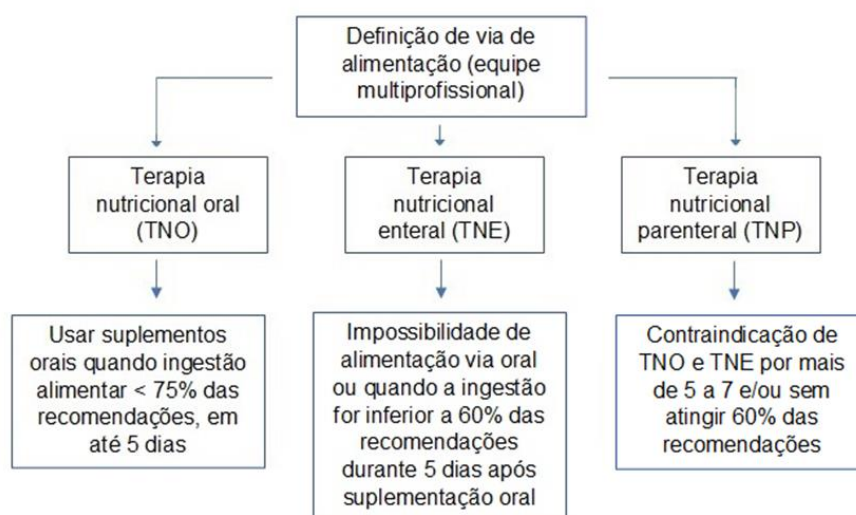 Definição de via de
alimentação (equipe
multiprofissional)
Terapia
nutricional oral
(TNO)
Terapia
nutricional
enteral (TNE)
Terapia
nutricional
parenteral (TNP)
Usar suplementos
orais quando ingestão
alimentar < 75% das
recomendações, em
até 5 dias
Impossibilidade de
alimentação via oral
ou quando a ingestão
for inferior a 60% das
recomendações
durante 5 dias após
suplementação oral
Contraindicação de
TNO e TNE por mais
de 5 a 7 e/ou sem
atingir 60% das
recomendações